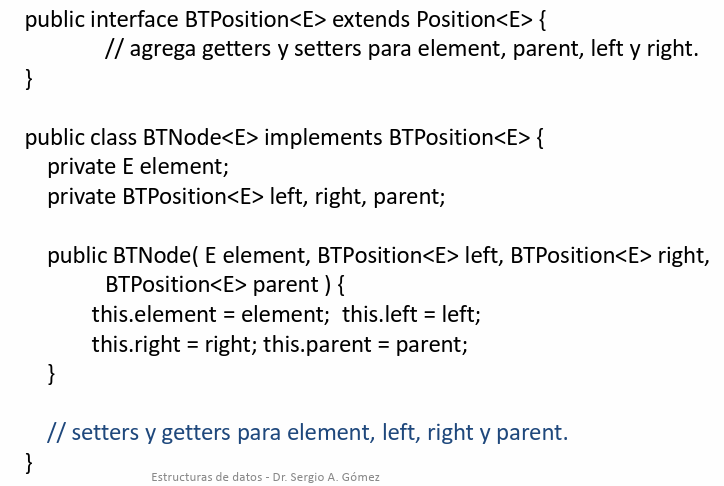 public interface BTPosition<E> extends Position<E> {
// agrega getters y setters para element, parent, left y right.
}
public class BTNode<E> implements BTPosition<E> {
private E element;
private BTPosition<E> left, right, parent;
public BTNode( E element, BTPosition<E> left, BTPosition<E> right,
BTPosition<E> parent ) {
this.element = element;  this.left = left;
this.right = right; this.parent = parent;
}
// setters y getters para element, left, right y parent.
}
Estructuras de datos - Dr. Sergio A. Gómez